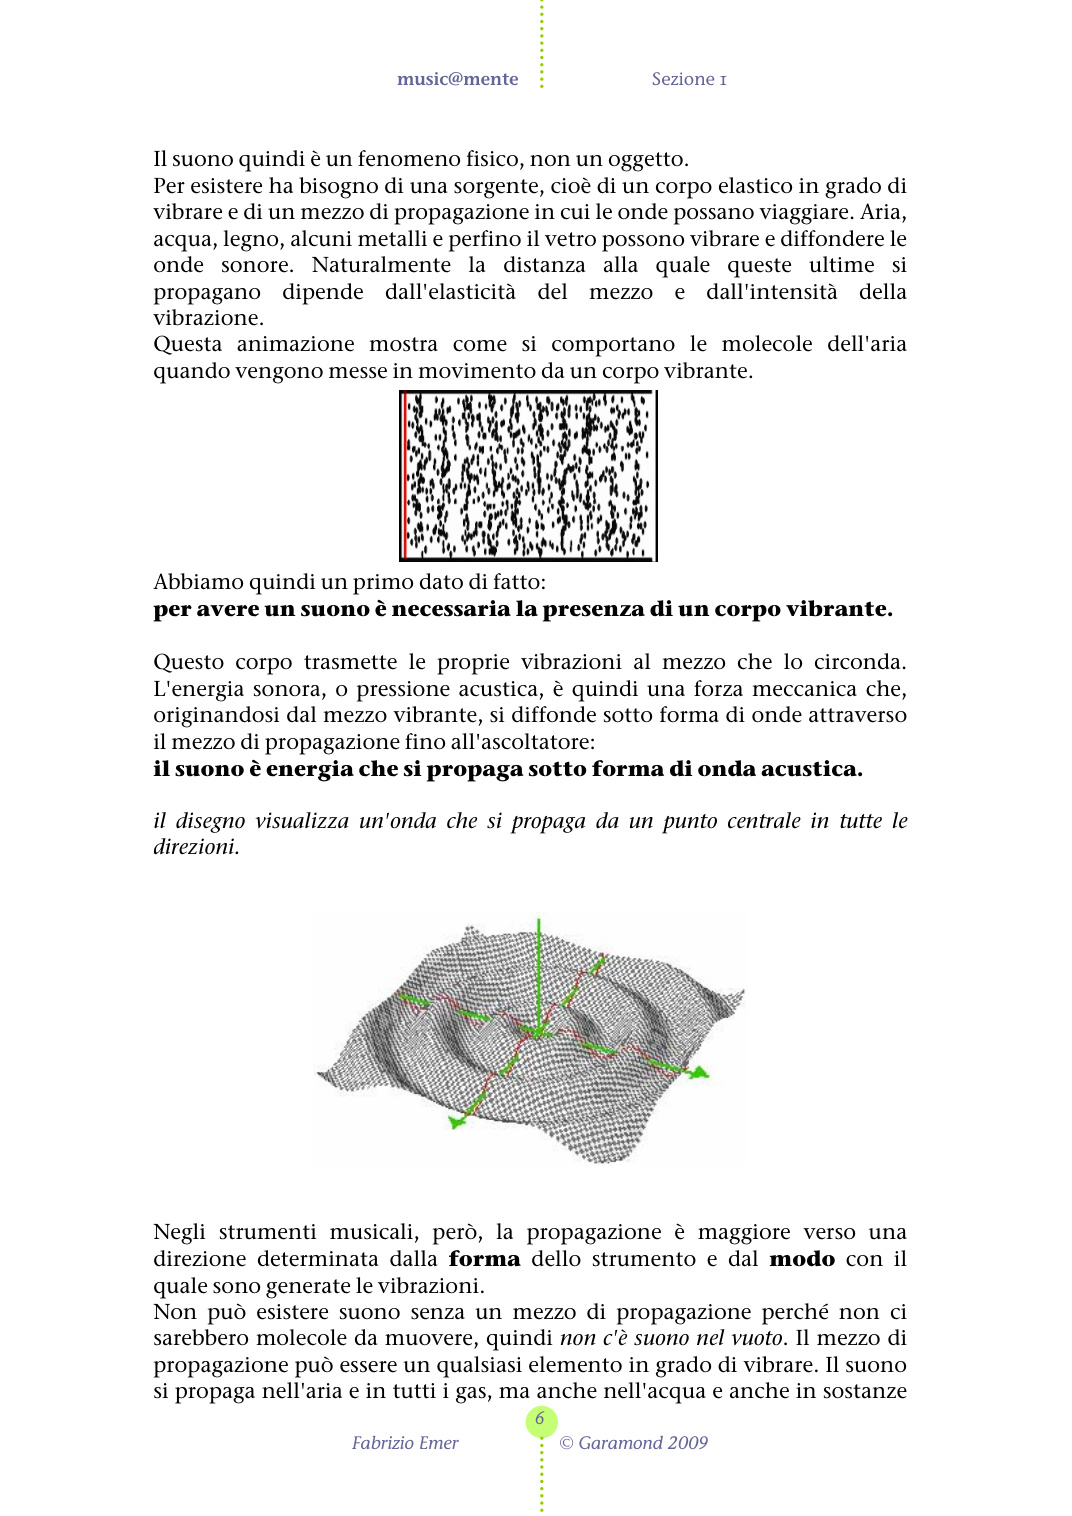 music@mente Sezione 1
Il suono quindi è un fenomeno fisico, non un oggetto.
Per esistere ha bisogno di una sorgente, cioè di un corpo elastico in grado di
vibrare e di un mezzo di propagazione in cui le onde possano viaggiare. Aria,
acqua, legno, alcuni metalli e perfino il vetro possono vibrare e diffondere le
onde sonore. Naturalmente la distanza alla quale queste ultime si
propagano dipende dall'elasticità del mezzo e dall'intensità della
vibrazione.
Questa animazione mostra come si comportano le molecole dell'aria
quando vengono messe in movimento da un corpo vibrante.
Abbiamo quindi un primo dato di fatto:
per avere un suono è necessaria la presenza di un corpo vibrante.
Questo corpo trasmette le proprie vibrazioni al mezzo che lo circonda.
L'energia sonora, o pressione acustica, è quindi una forza meccanica che,
originandosi dal mezzo vibrante, si diffonde sotto forma di onde attraverso
il mezzo di propagazione fino all'ascoltatore:
il suono è energia che si propaga sotto forma di onda acustica.
il disegno visualizza un'onda che si propaga da un punto centrale in tutte le
direzioni.
Negli strumenti musicali, però, la propagazione è maggiore verso una
direzione determinata dalla forma dello strumento e dal modo con il
quale sono generate le vibrazioni.
Non può esistere suono senza un mezzo di propagazione perché non ci
sarebbero molecole da muovere, quindi non c'è suono nel vuoto. Il mezzo di
propagazione può essere un qualsiasi elemento in grado di vibrare. Il suono
si propaga nell'aria e in tutti i gas, ma anche nell'acqua e anche in sostanze
6
Fabrizio Emer © Garamond 2009